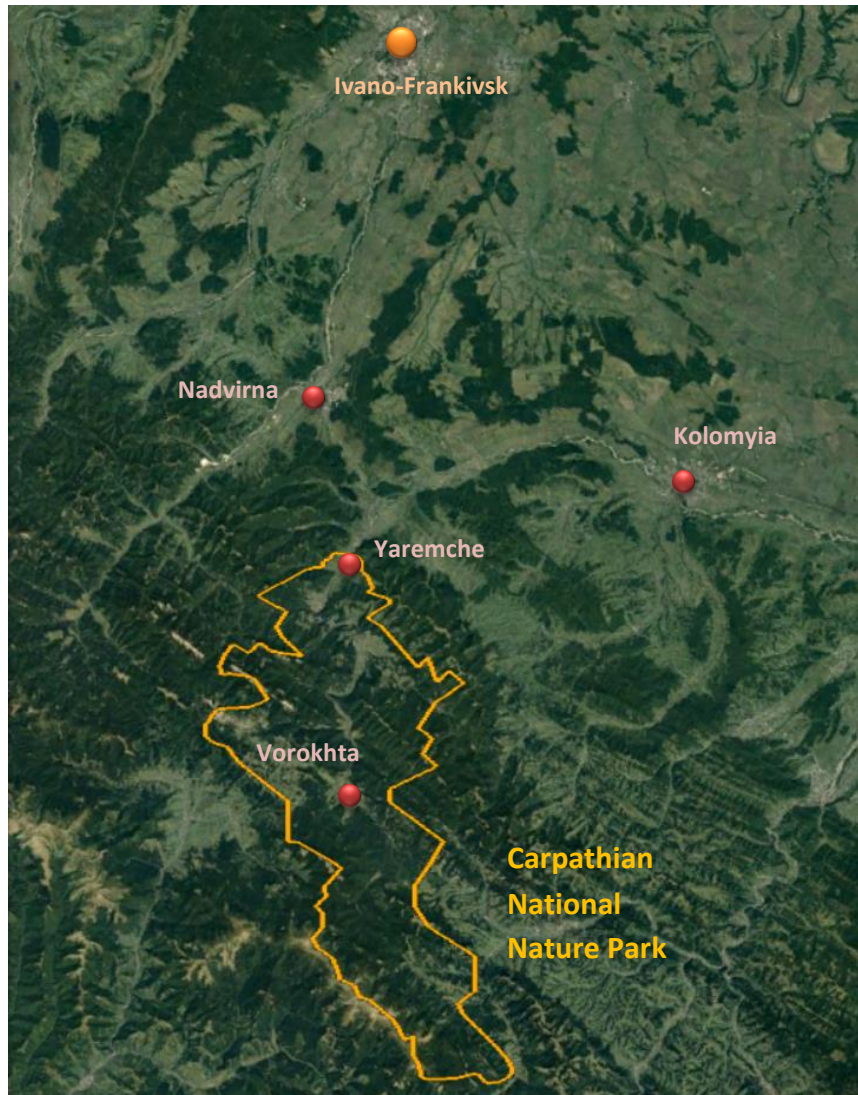 Ivano-Frankivsk
Nadvirna
Kolomyia
Yaremche
Vorokhta
Carpathian
National
Nature Park